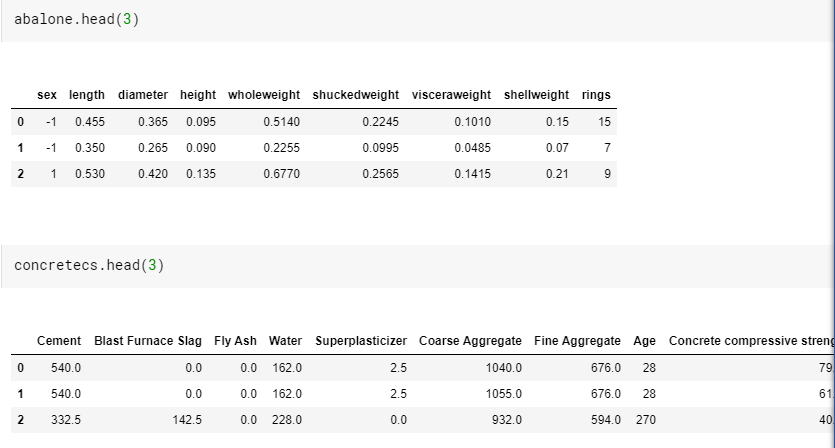 abalone.head(3)
sex length diameter height wholeweight shuckedweight visceraweight shellweight rings
0 -1 0.455 0.365 0.095 0.5140 0.2245 0.1010 0.15 15
1 -1 0.350 0.265 0.090 0.2255 0.0995 0.0485 0.07 7
2 1 0.530 0.420 0.135 0.6770 0.2565 0.1415 0.21 9
concretecs.head(3)
Cement Blast Furnace Slag Fly Ash Water Superplasticizer Coarse Aggregate Fine Aggregate Age Concrete compressive streng
0 540.0 0.0 0.0 162.0 2.5 1040.0 676.0 28 79.
1 540.0 0.0 0.0 162.0 2.5 1055.0 676.0 28 61.
2 332.5 142.5 0.0 228.0 0.0 932.0 594.0 270 40.